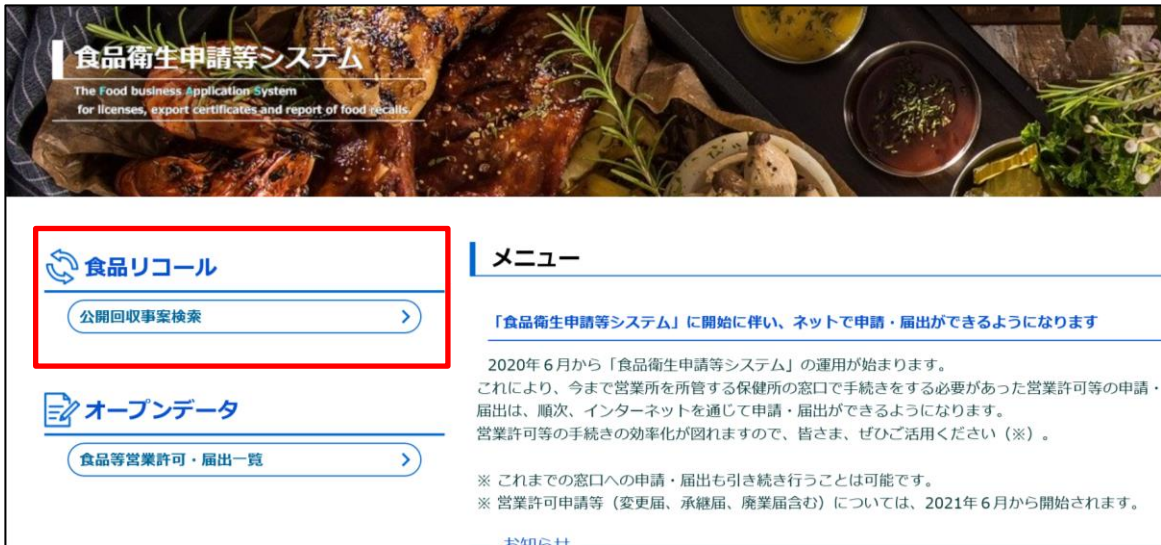 食品衛生申請等システム
The Food business Application System
for licenses, export certificates and report of food recalls.
食品リコール
公開回収事案検索
オープンデータ
食品等営業許可・届出一覧
メニュー
「食品衛生申請等システム」に開始に伴い、ネットで申請・届出ができるようになります
2020年6月から「食品衛生申請等システム」の運用が始まります。
これにより、今まで営業所を所管する保健所の窓口で手続きをする必要があった営業許可等の申請・
届出は、順次、インターネットを通じて申請・届出ができるようになります。
営業許可等の手続きの効率化が図れますので、皆さま、ぜひご活用ください（※）。
※ これまでの窓口への申請・届出も引き続き行うことは可能です。
※ 営業許可申請等（変更届、承継届、廃業届含む）については、2021年6月から開始されます。
お知らせ